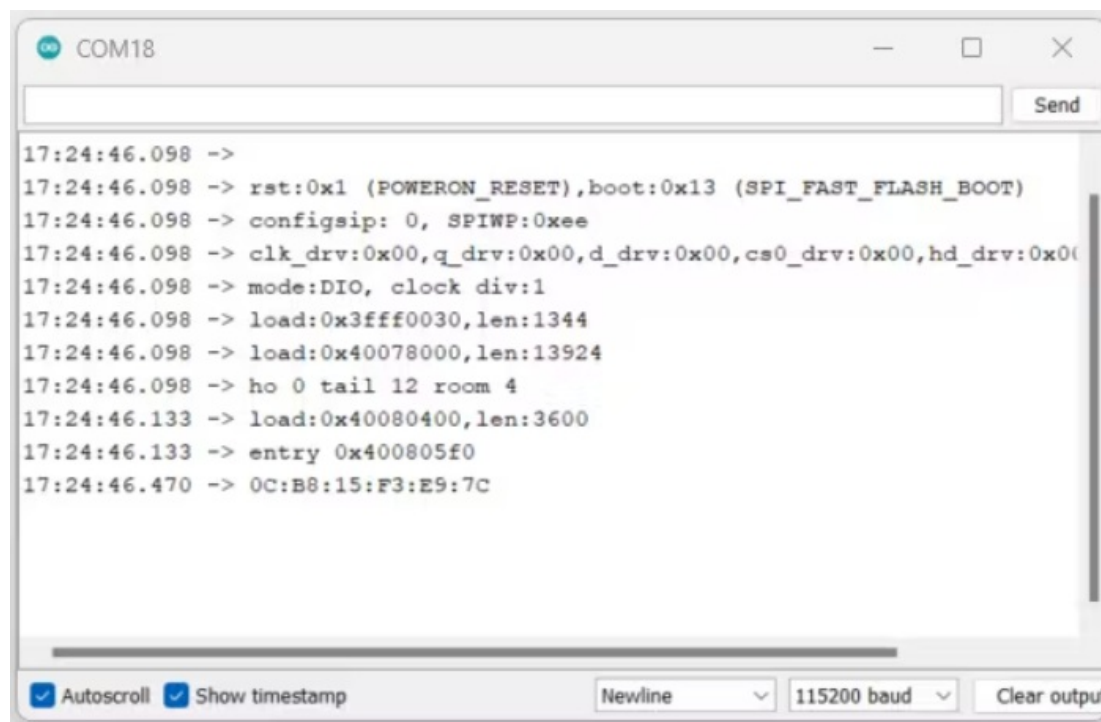 COM18
Send
17:24:46.098 ->
17:24:46.098 -> rst:0x1 (POWERON_RESET),boot:0x13 (SPI_FAST_FLASH_BOOT)
17:24:46.098 -> configsip: 0, SPIWP:0xee
17:24:46.098 -> clk_drv:0x00,q_drv:0x00,d_drv:0x00,cs0_drv:0x00,hd_drv:0x0(
17:24:46.098 -> mode:DIO, clock div:1
17:24:46.098 -> load:0x3fff0030,len:1344
17:24:46.098 -> load:0x40078000,len:13924
17:24:46.098 -> ho 0 tail 12 room 4
17:24:46.133 -> load:0x40080400,len:3600
17:24:46.133 -> entry 0x400805f0
17:24:46.470 -> 0C:B8:15:F3:E9:7C
Autoscroll Show timestamp Newline 115200 baud Clear outpu